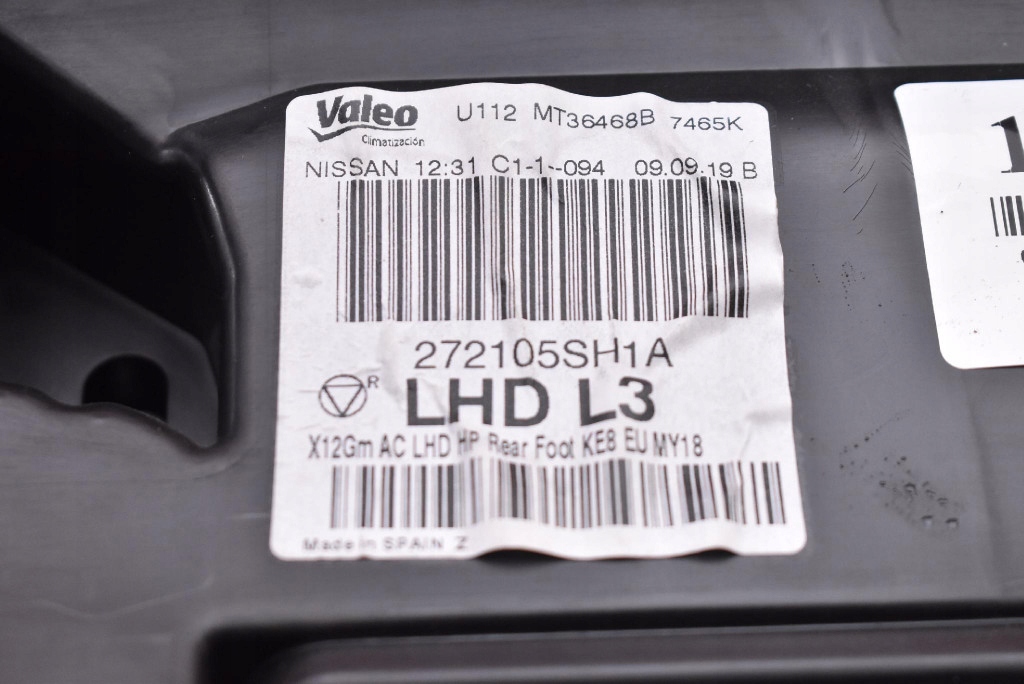 Valeo
Climatización
U112 MT36468B 7465K
NISSAN 12:31 C1-1--094 09.09.19 B
272105SH1A
R
LHD L3
X12Gm AC LHD HP Rear Foot KE8 EU MY18
Made in SPAIN Z
1